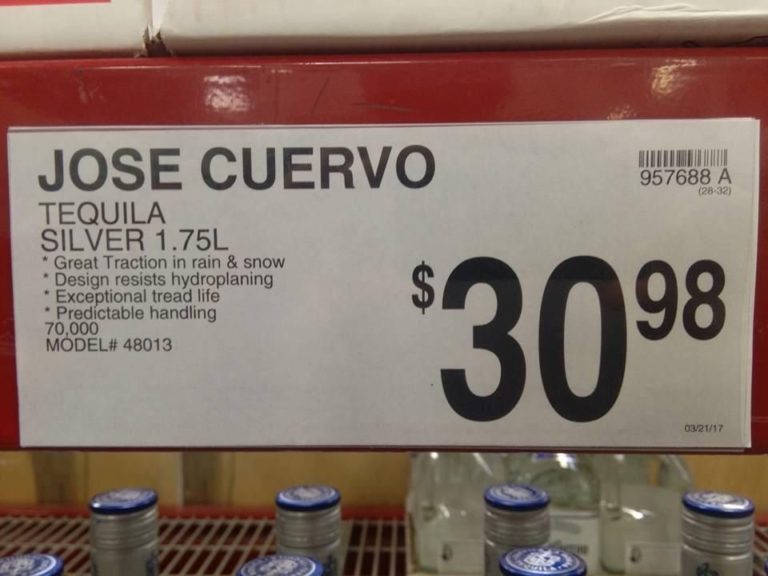 JOSE CUERVO
957688 A
(28-32)
TEQUILA
SILVER 1.75L
* Great Traction in rain & snow
* Design resists hydroplaning
* Exceptional tread life
* Predictable handling
70,000
MODEL# 48013
$30 98
03/21/17